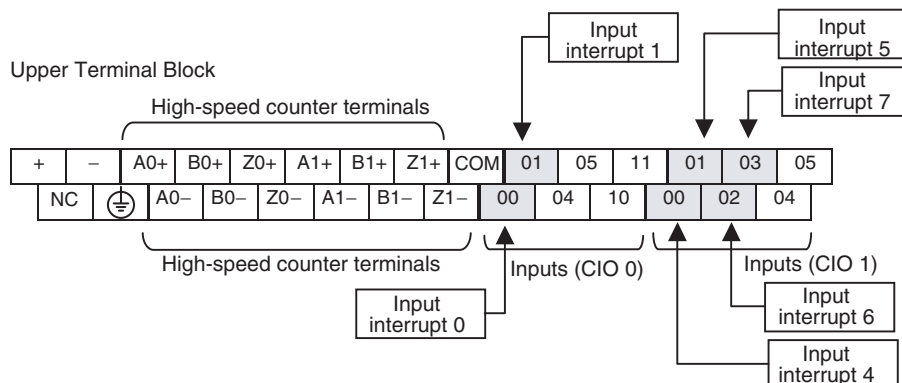 Input
interrupt 1
Input
interrupt 5
Upper Terminal Block
Input
interrupt 7
High-speed counter terminals
+ − A0+ B0+ Z0+ A1+ B1+ Z1+ COM 01 05 11 01 03 05
NC A0− B0− Z0− A1− B1− Z1− 00 04 10 00 02 04
High-speed counter terminals
Inputs (CIO 0)
Inputs (CIO 1)
Input
interrupt 0
Input
interrupt 6
Input
interrupt 4